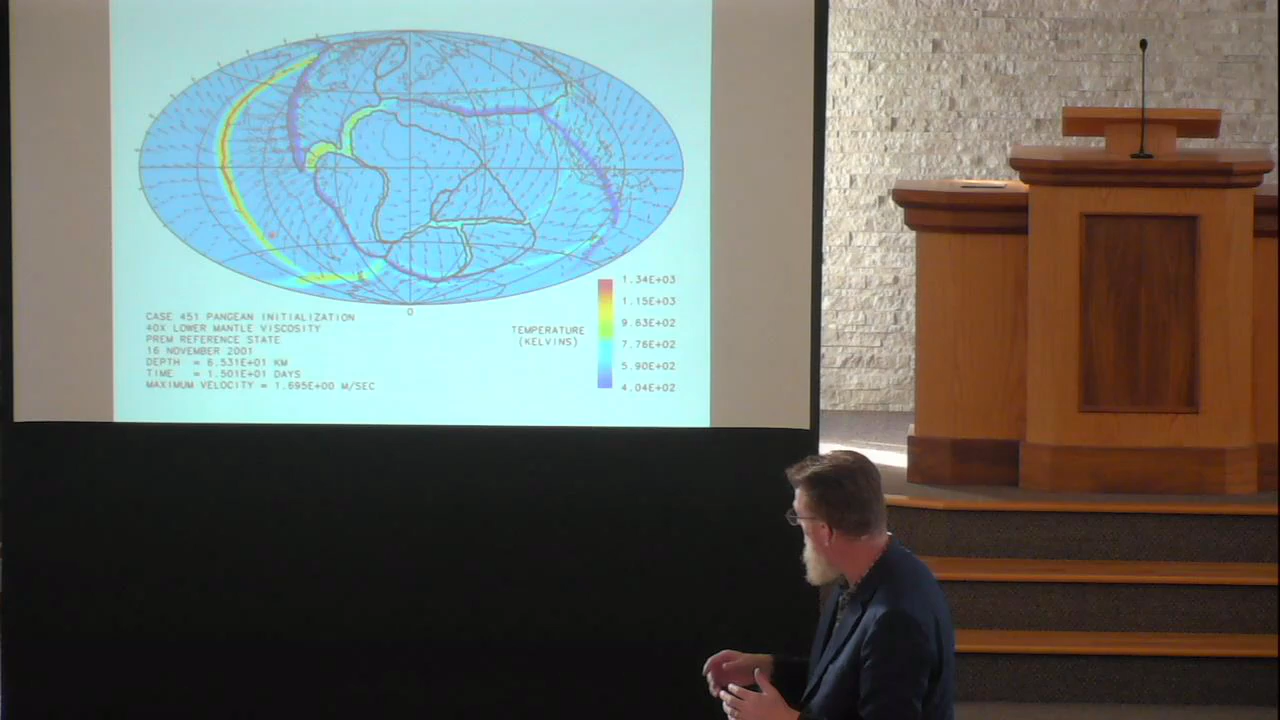 0
CASE 451 PANGEAN INITIALIZATION
40X LOWER MANTLE VISCOSITY
PREM REFERENCE STATE
16 NOVEMBER 2001
DEPTH = 6.531E+01 KM
TIME = 1.501E+01 DAYS
MAXIMUM VELOCITY = 1.695E+00 M/SEC
TEMPERATURE
(KELVINS)
1.34E+03
1.15E+03
9.63E+02
7.76E+02
5.90E+02
4.04E+02